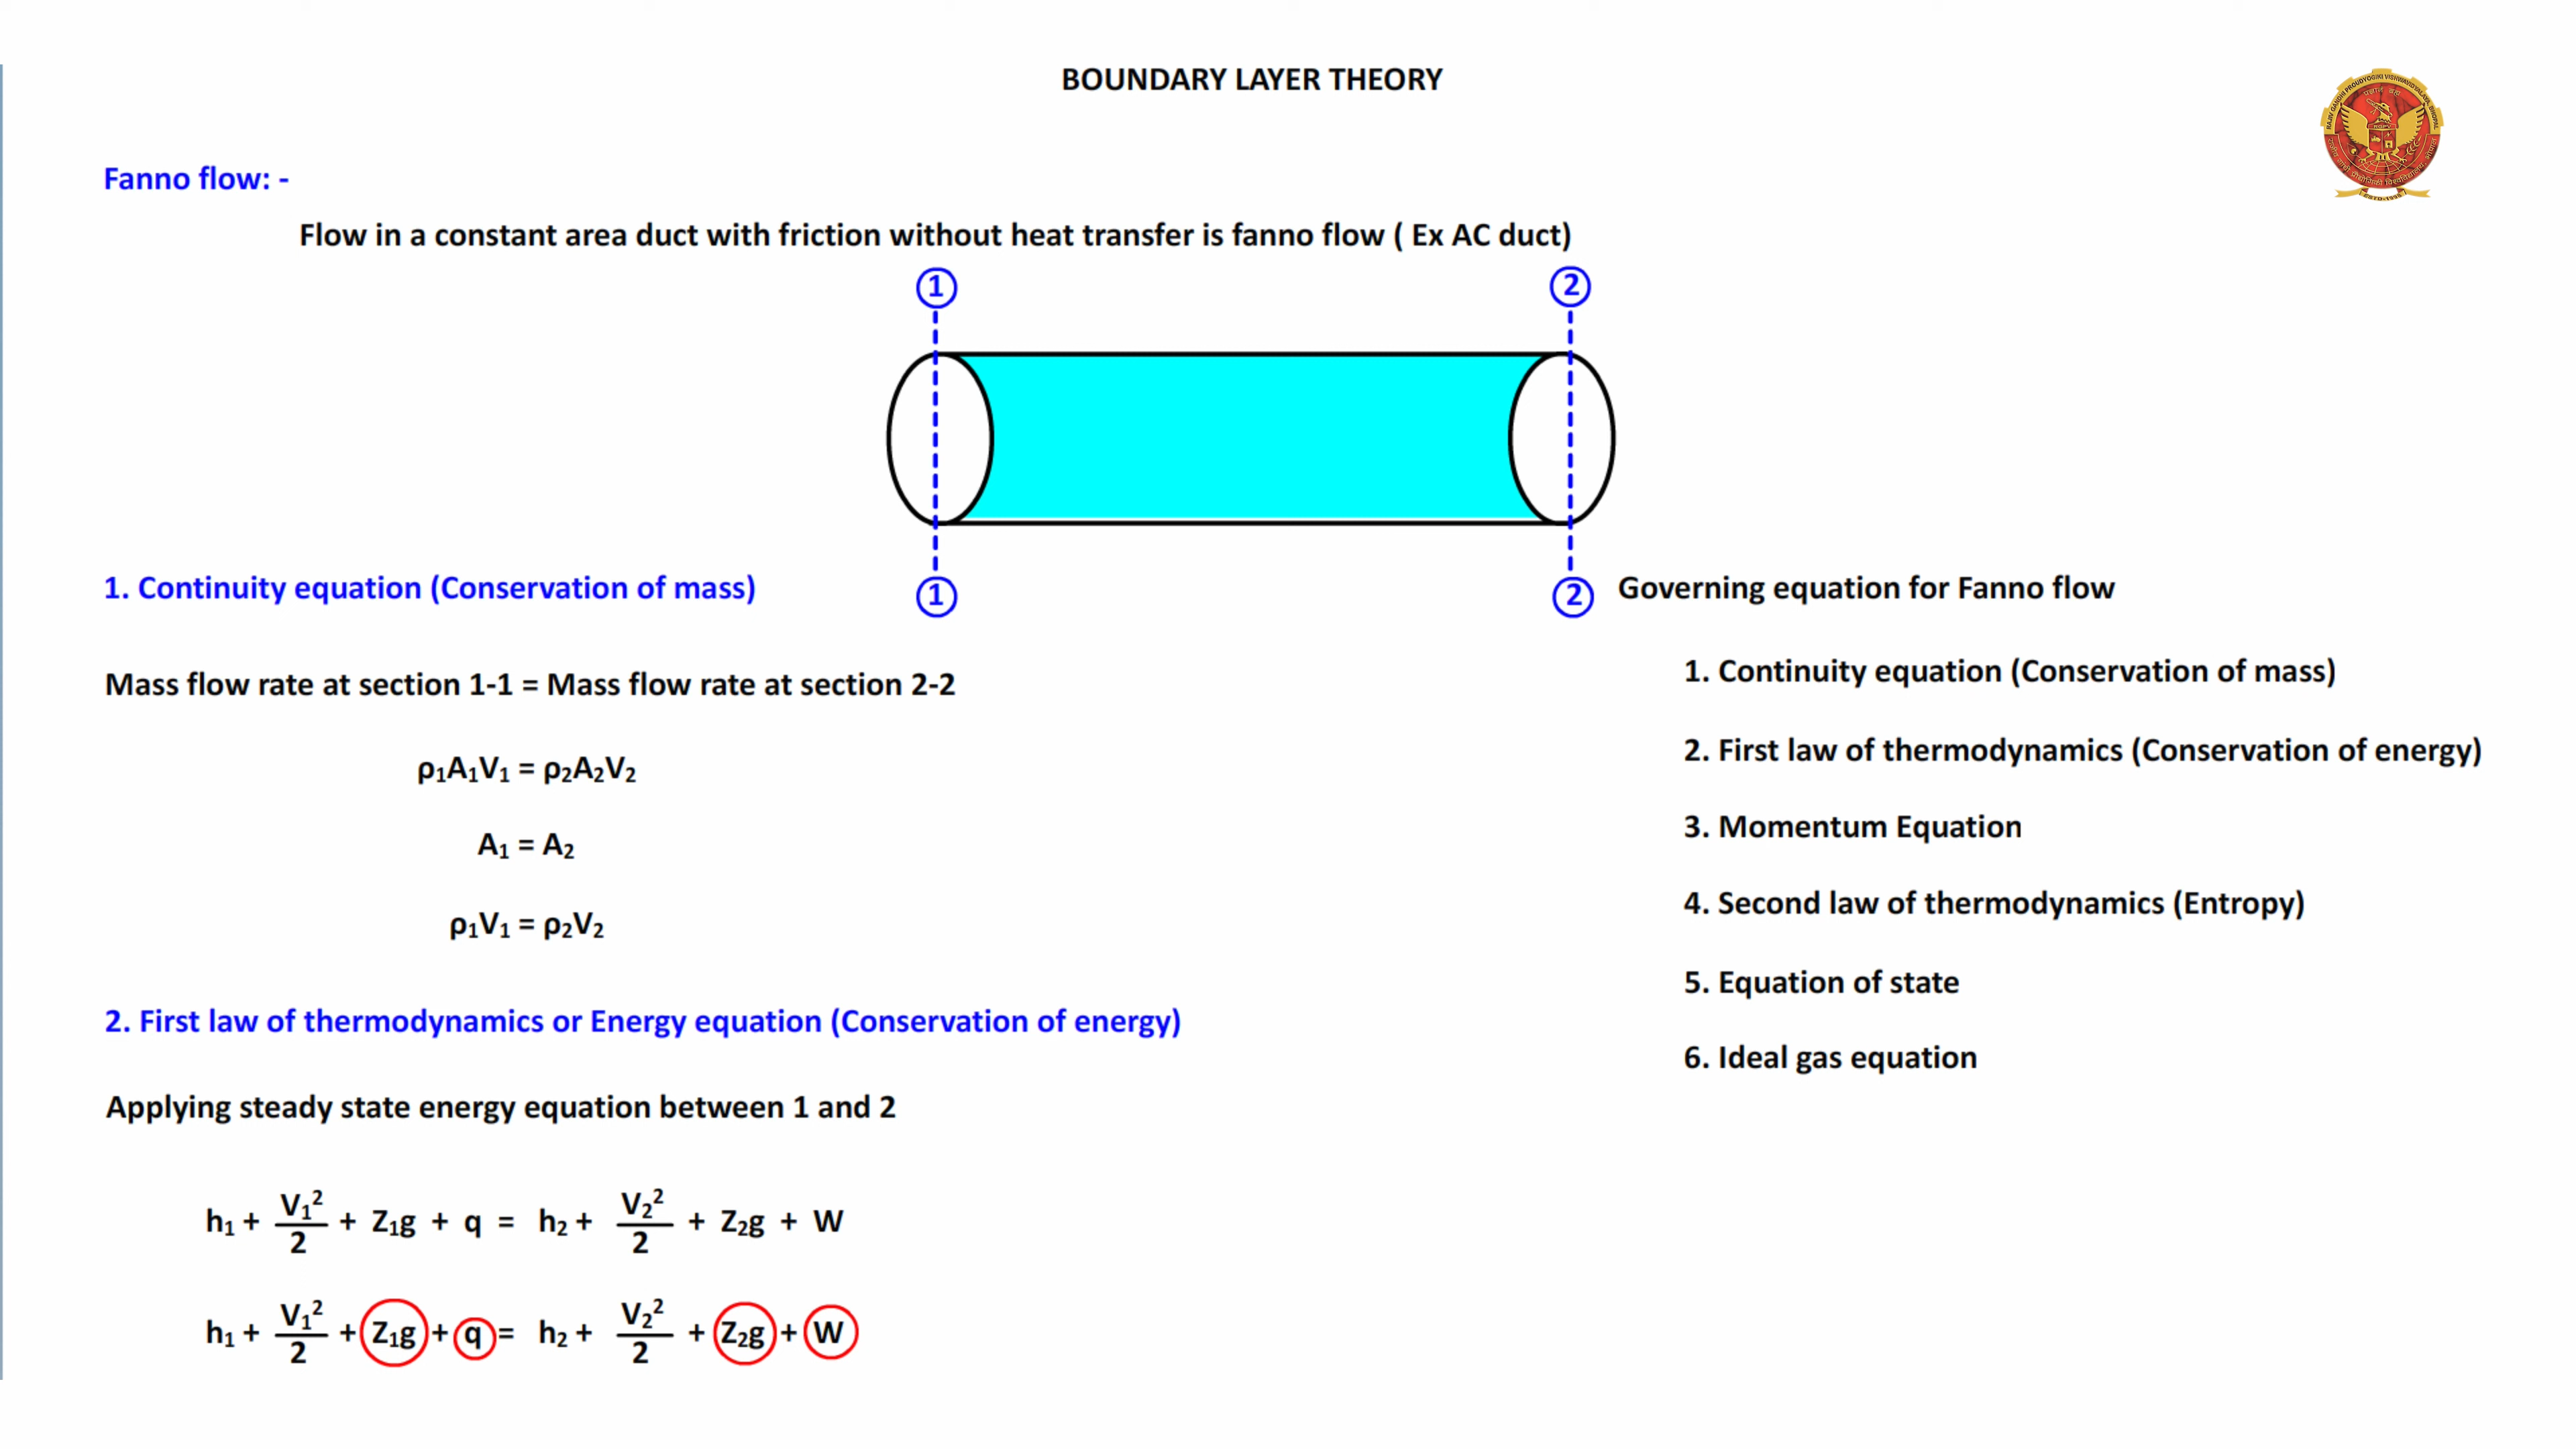 BOUNDARY LAYER THEORY
RAJIV GANDHI PROUDYOGIKI VISHWAVIDYALAYA, BHOPAL
Fanno flow: -
Flow in a constant area duct with friction without heat transfer is fanno flow ( Ex AC duct)
1 2
1. Continuity equation (Conservation of mass)
1 2
Mass flow rate at section 1-1 = Mass flow rate at section 2-2
ρ₁A₁V₁ = ρ₂A₂V₂
A₁ = A₂
ρ₁V₁ = ρ₂V₂
2. First law of thermodynamics or Energy equation (Conservation of energy)
Applying steady state energy equation between 1 and 2
h₁ + V₁²/2 + Z₁g + q = h₂ + V₂²/2 + Z₂g + W
h₁ + V₁²/2 + Z₁g + q = h₂ + V₂²/2 + Z₂g + W
Governing equation for Fanno flow
1. Continuity equation (Conservation of mass)
2. First law of thermodynamics (Conservation of energy)
3. Momentum Equation
4. Second law of thermodynamics (Entropy)
5. Equation of state
6. Ideal gas equation